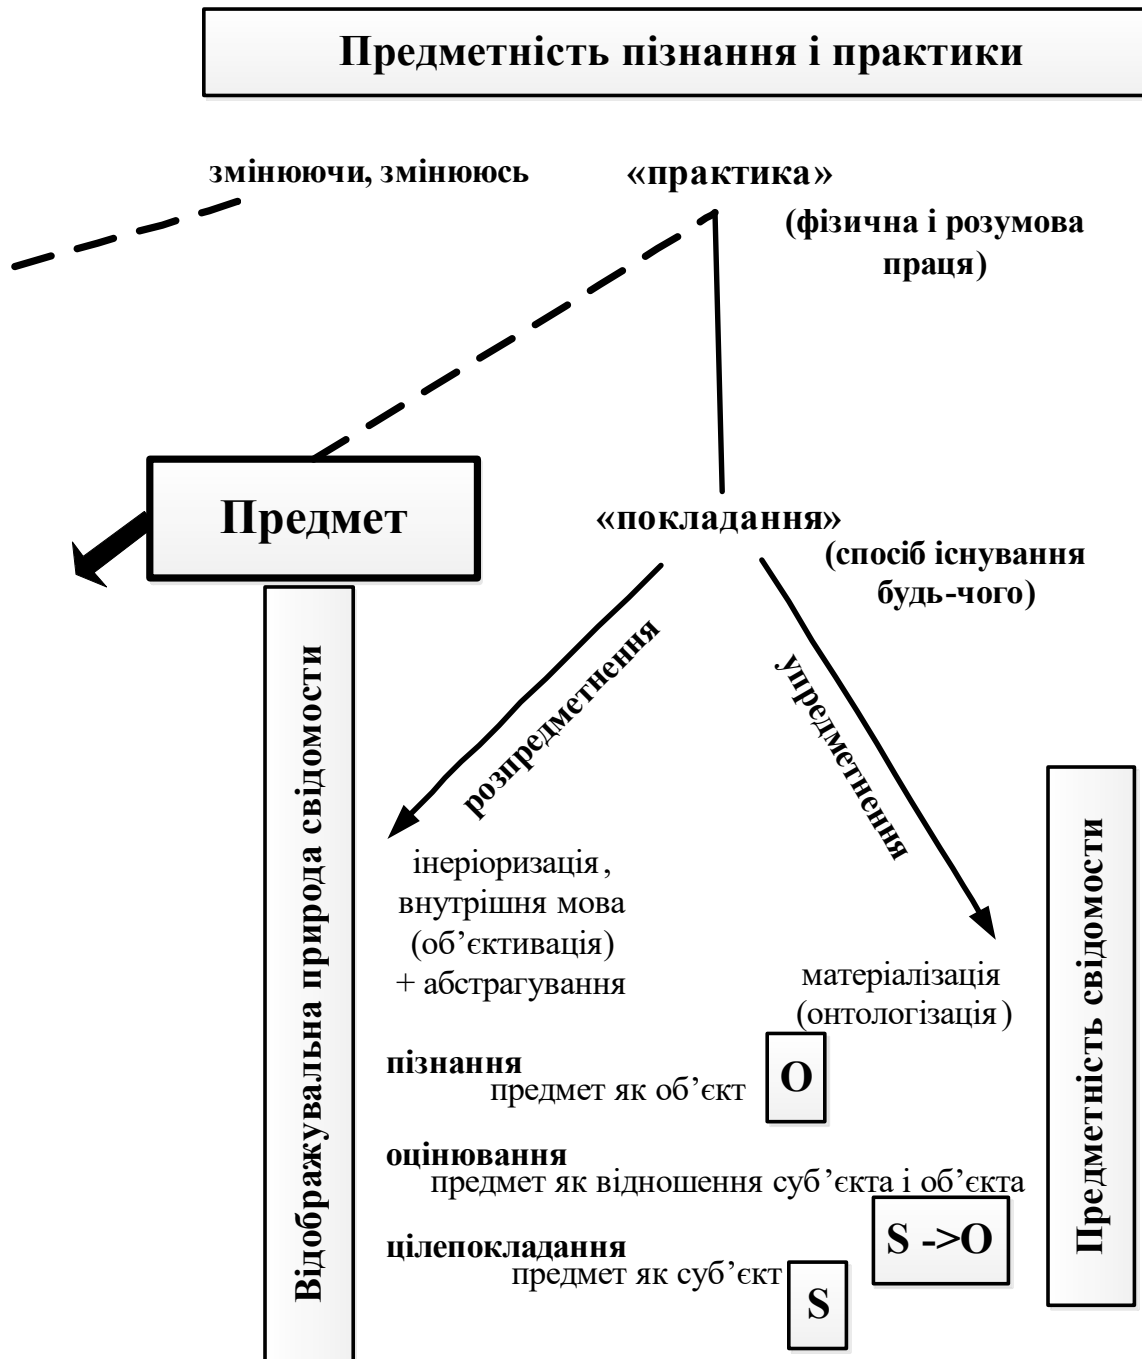 Предметність пізнання і практики
змінюючи, змінююсь
«практика»
(фізична і розумова
праця)
Предмет
«покладання»
(спосіб існування
будь-чого)
розпредметнення
упредметнення
Відображувальна природа свідомости
Предметність свідомости
інеріоризація,
внутрішня мова
(об’єктивація)
+ абстрагування
матеріалізація
(онтологізація)
пізнання
предмет як об’єкт
O
оцінювання
предмет як відношення суб’єкта і об’єкта
S ->O
цілепокладання
предмет як суб’єкт
S